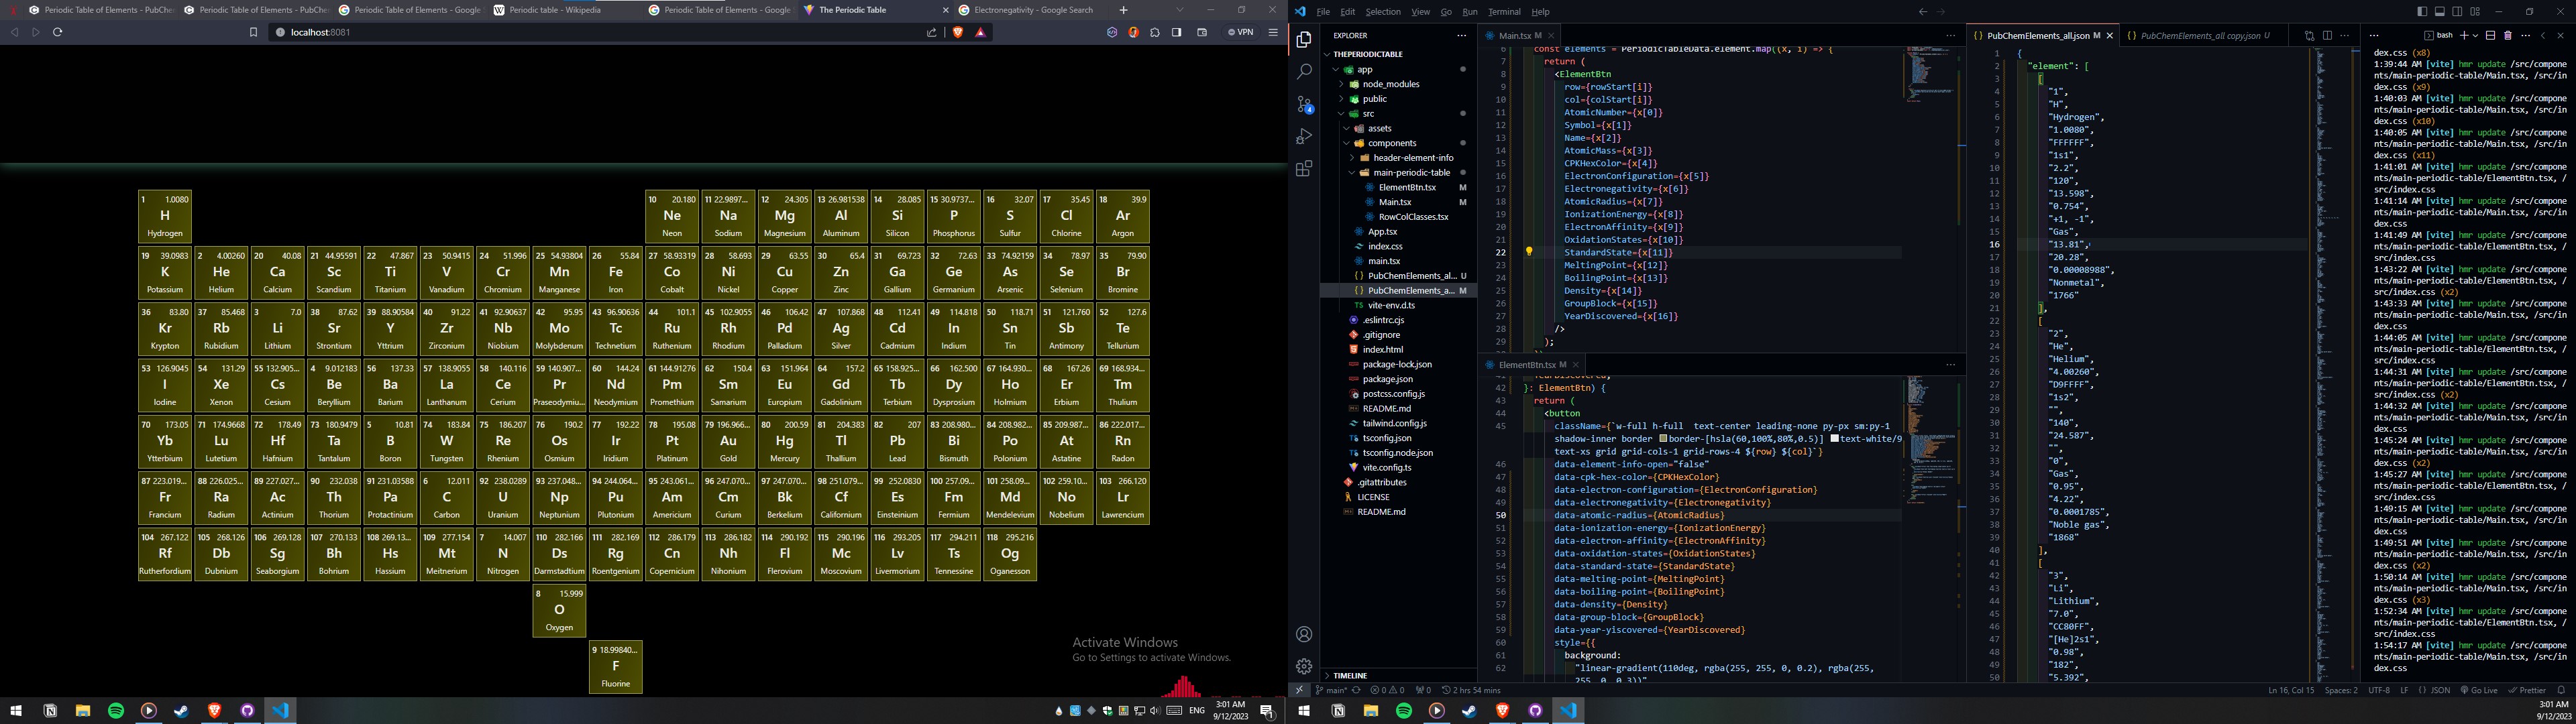 Periodic Table of Elements - PubChem
Periodic Table of Elements - PubChem
Periodic Table of Elements - Google
Periodic table - Wikipedia
Periodic Table of Elements - Google
The Periodic Table
Electronegativity - Google Search
localhost:8081
VPN
1 1.0080
H
Hydrogen
10 20.180 11 22.9897... 12 24.305 13 26.981538 14 28.085 15 30.9737... 16 32.07 17 35.45 18 39.9
Ne Na Mg Al Si P S Cl Ar
Neon Sodium Magnesium Aluminum Silicon Phosphorus Sulfur Chlorine Argon
19 39.0983 2 4.00260 20 40.08 21 44.95591 22 47.867 23 50.9415 24 51.996 25 54.93804 26 55.84 27 58.93319 28 58.693 29 63.55 30 65.4 31 69.723 32 72.63 33 74.92159 34 78.97 35 79.90
K He Ca Sc Ti V Cr Mn Fe Co Ni Cu Zn Ga Ge As Se Br
Potassium Helium Calcium Scandium Titanium Vanadium Chromium Manganese Iron Cobalt Nickel Copper Zinc Gallium Germanium Arsenic Selenium Bromine
36 83.80 37 85.468 3 7.0 38 87.62 39 88.90584 40 91.22 41 92.90637 42 95.95 43 96.90636 44 101.1 45 102.9055 46 106.42 47 107.868 48 112.41 49 114.818 50 118.71 51 121.760 52 127.6
Kr Rb Li Sr Y Zr Nb Mo Tc Ru Rh Pd Ag Cd In Sn Sb Te
Krypton Rubidium Lithium Strontium Yttrium Zirconium Niobium Molybdenum Technetium Ruthenium Rhodium Palladium Silver Cadmium Indium Tin Antimony Tellurium
53 126.9045 54 131.29 55 132.905... 4 9.012183 56 137.33 57 138.9055 58 140.116 59 140.907... 60 144.24 61 144.91276 62 150.4 63 151.964 64 157.2 65 158.925... 66 162.500 67 164.930... 68 167.26 69 168.934...
I Xe Cs Be Ba La Ce Pr Nd Pm Sm Eu Gd Tb Dy Ho Er Tm
Iodine Xenon Cesium Beryllium Barium Lanthanum Cerium Praseodymiu... Neodymium Promethium Samarium Europium Gadolinium Terbium Dysprosium Holmium Erbium Thulium
70 173.05 71 174.9668 72 178.49 73 180.9479 5 10.81 74 183.84 75 186.207 76 190.2 77 192.22 78 195.08 79 196.966... 80 200.59 81 204.383 82 207 83 208.980... 84 208.982... 85 209.987... 86 222.017...
Yb Lu Hf Ta B W Re Os Ir Pt Au Hg Tl Pb Bi Po At Rn
Ytterbium Lutetium Hafnium Tantalum Boron Tungsten Rhenium Osmium Iridium Platinum Gold Mercury Thallium Lead Bismuth Polonium Astatine Radon
87 223.019... 88 226.025... 89 227.027... 90 232.038 91 231.03588 6 12.011 92 238.0289 93 237.048... 94 244.064... 95 243.061... 96 247.070... 97 247.070... 98 251.079... 99 252.0830 100 257.09... 101 258.09... 102 259.10... 103 266.120
Fr Ra Ac Th Pa C U Np Pu Am Cm Bk Cf Es Fm Md No Lr
Francium Radium Actinium Thorium Protactinium Carbon Uranium Neptunium Plutonium Americium Curium Berkelium Californium Einsteinium Fermium Mendelevium Nobelium Lawrencium
104 267.122 105 268.126 106 269.128 107 270.133 108 269.13... 109 277.154 7 14.007 110 282.166 111 282.169 112 286.179 113 286.182 114 290.192 115 290.196 116 293.205 117 294.211 118 295.216
Rf Db Sg Bh Hs Mt N Ds Rg Cn Nh Fl Mc Lv Ts Og
Rutherfordium Dubnium Seaborgium Bohrium Hassium Meitnerium Nitrogen Darmstadtium Roentgenium Copernicium Nihonium Flerovium Moscovium Livermorium Tennessine Oganesson
8 15.999
O
Oxygen
9 18.99840...
F
Fluorine
Activate Windows
Go to Settings to activate Windows.
ENG
3:01 AM
9/12/2023
File Edit Selection View Go Run Terminal Help
EXPLORER
THEPERIODICTABLE
app
node_modules
public
src
assets
components
header-element-info
main-periodic-table
ElementBtn.tsx M
Main.tsx M
RowColClasses.tsx
App.tsx
index.css
main.tsx
PubChemElements_al... U
PubChemElements_a... M
vite-env.d.ts
.eslintrc.cjs
.gitignore
index.html
package-lock.json
package.json
postcss.config.js
README.md
tailwind.config.js
tsconfig.json
tsconfig.node.json
vite.config.ts
.gitattributes
LICENSE
README.md
TIMELINE
Main.tsx M
6 const elements = PeriodicTableData.element.map((x, i) => {
7 return (
8 <ElementBtn
9 row={rowStart[i]}
10 col={colStart[i]}
11 AtomicNumber={x[0]}
12 Symbol={x[1]}
13 Name={x[2]}
14 AtomicMass={x[3]}
15 CPKHexColor={x[4]}
16 ElectronConfiguration={x[5]}
17 Electronegativity={x[6]}
18 AtomicRadius={x[7]}
19 IonizationEnergy={x[8]}
20 ElectronAffinity={x[9]}
21 OxidationStates={x[10]}
22 StandardState={x[11]}
23 MeltingPoint={x[12]}
24 BoilingPoint={x[13]}
25 Density={x[14]}
26 GroupBlock={x[15]}
27 YearDiscovered={x[16]}
28 />
29 );
ElementBtn.tsx M
41 YearDiscovered,
42 }: ElementBtn) {
43 return (
44 <button
45 className={`w-full h-full text-center leading-none py-px sm:py-1
shadow-inner border border-[hsla(60,100%,80%,0.5)] text-white/9
text-xs grid grid-cols-1 grid-rows-4 ${row} ${col}`}
46 data-element-info-open="false"
47 data-cpk-hex-color={CPKHexColor}
48 data-electron-configuration={ElectronConfiguration}
49 data-electronegativity={Electronegativity}
50 data-atomic-radius={AtomicRadius}
51 data-ionization-energy={IonizationEnergy}
52 data-electron-affinity={ElectronAffinity}
53 data-oxidation-states={OxidationStates}
54 data-standard-state={StandardState}
55 data-melting-point={MeltingPoint}
56 data-boiling-point={BoilingPoint}
57 data-density={Density}
58 data-group-block={GroupBlock}
59 data-year-yiscovered={YearDiscovered}
60 style={{
61 background:
62 "linear-gradient(110deg, rgba(255, 255, 0, 0.2), rgba(255,
255, 0, 0.3))"
PubChemElements_all.json M
PubChemElements_all copy.json U
1 {
2 "element": [
3 [
4 "1",
5 "H",
6 "Hydrogen",
7 "1.0080",
8 "FFFFFF",
9 "1s1",
10 "2.2",
11 "120",
12 "13.598",
13 "0.754",
14 "+1, -1",
15 "Gas",
16 "13.81",
17 "20.28",
18 "0.00008988",
19 "Nonmetal",
20 "1766"
21 ],
22 [
23 "2",
24 "He",
25 "Helium",
26 "4.00260",
27 "D9FFFF",
28 "1s2",
29 "",
30 "140",
31 "24.587",
32 "",
33 "0",
34 "Gas",
35 "0.95",
36 "4.22",
37 "0.0001785",
38 "Noble gas",
39 "1868"
40 ],
41 [
42 "3",
43 "Li",
44 "Lithium",
45 "7.0",
46 "CC80FF",
47 "[He]2s1",
48 "0.98",
49 "182",
50 "5.392",
bash
dex.css (x8)
1:39:44 AM [vite] hmr update /src/compone
nts/main-periodic-table/Main.tsx, /src/in
dex.css (x9)
1:40:03 AM [vite] hmr update /src/compone
nts/main-periodic-table/Main.tsx, /src/in
dex.css (x10)
1:40:05 AM [vite] hmr update /src/compone
nts/main-periodic-table/Main.tsx, /src/in
dex.css (x11)
1:41:01 AM [vite] hmr update /src/compone
nts/main-periodic-table/ElementBtn.tsx, /
src/index.css
1:41:14 AM [vite] hmr update /src/compone
nts/main-periodic-table/Main.tsx, /src/in
dex.css
1:41:49 AM [vite] hmr update /src/compone
nts/main-periodic-table/ElementBtn.tsx, /
src/index.css
1:43:22 AM [vite] hmr update /src/compone
nts/main-periodic-table/ElementBtn.tsx, /
src/index.css (x2)
1:43:33 AM [vite] hmr update /src/compone
nts/main-periodic-table/Main.tsx, /src/in
dex.css
1:44:05 AM [vite] hmr update /src/compone
nts/main-periodic-table/ElementBtn.tsx, /
src/index.css
1:44:31 AM [vite] hmr update /src/compone
nts/main-periodic-table/ElementBtn.tsx, /
src/index.css (x2)
1:44:32 AM [vite] hmr update /src/compone
nts/main-periodic-table/Main.tsx, /src/in
dex.css
1:45:24 AM [vite] hmr update /src/compone
nts/main-periodic-table/Main.tsx, /src/in
dex.css (x2)
1:45:27 AM [vite] hmr update /src/compone
nts/main-periodic-table/ElementBtn.tsx, /
src/index.css
1:49:15 AM [vite] hmr update /src/compone
nts/main-periodic-table/Main.tsx, /src/in
dex.css
1:49:51 AM [vite] hmr update /src/compone
nts/main-periodic-table/Main.tsx, /src/in
dex.css (x2)
1:50:14 AM [vite] hmr update /src/compone
nts/main-periodic-table/Main.tsx, /src/in
dex.css (x3)
1:52:34 AM [vite] hmr update /src/compone
nts/main-periodic-table/ElementBtn.tsx, /
src/index.css
1:54:17 AM [vite] hmr update /src/compone
nts/main-periodic-table/Main.tsx, /src/in
dex.css
main* 0 0 0 2 hrs 54 mins
Ln 16, Col 15 Spaces: 2 UTF-8 LF {} JSON Go Live Prettier
3:01 AM
9/12/2023